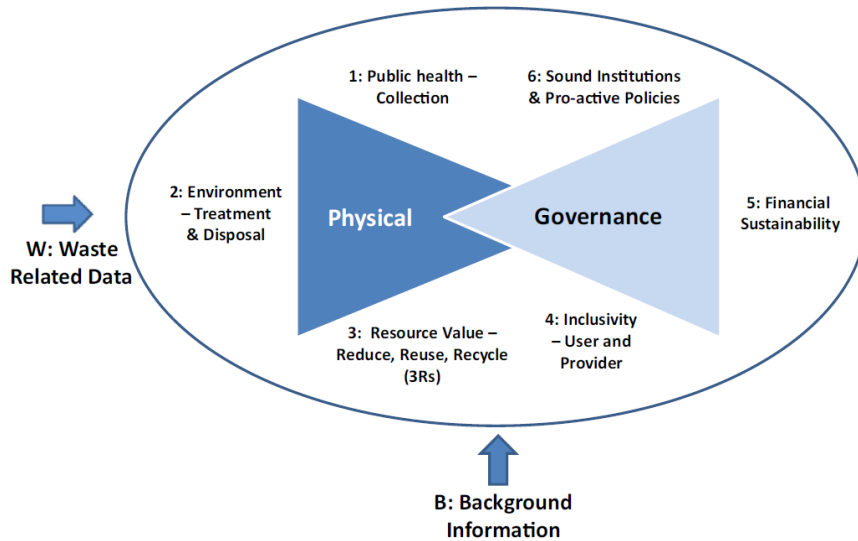 1: Public health –
Collection
6: Sound Institutions
& Pro-active Policies
2: Environment
– Treatment
& Disposal
Physical
Governance
5: Financial
Sustainability
W: Waste
Related Data
3:  Resource Value –
Reduce, Reuse, Recycle
(3Rs)
4: Inclusivity
– User and
Provider
B: Background
Information